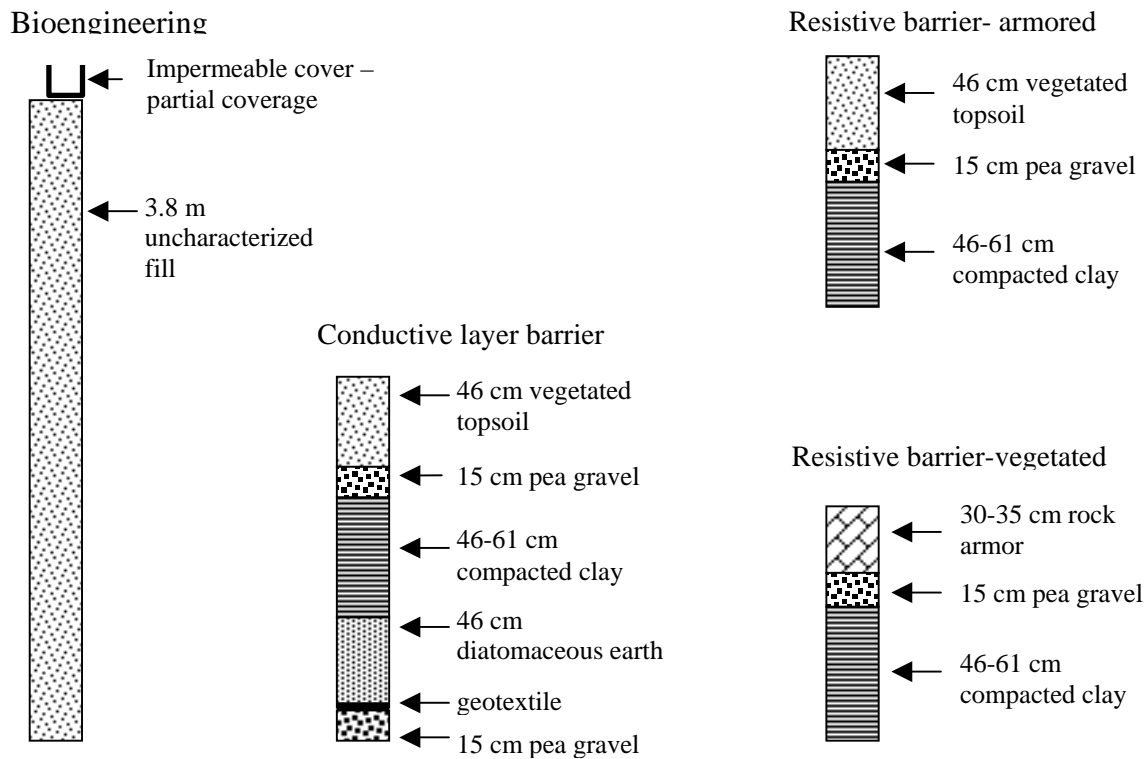 Bioengineering
Impermeable cover –
partial coverage
3.8 m
uncharacterized
fill
Conductive layer barrier
46 cm vegetated
topsoil
15 cm pea gravel
46-61 cm
compacted clay
46 cm
diatomaceous earth
geotextile
15 cm pea gravel
Resistive barrier- armored
46 cm vegetated
topsoil
15 cm pea gravel
46-61 cm
compacted clay
Resistive barrier-vegetated
30-35 cm rock
armor
15 cm pea gravel
46-61 cm
compacted clay